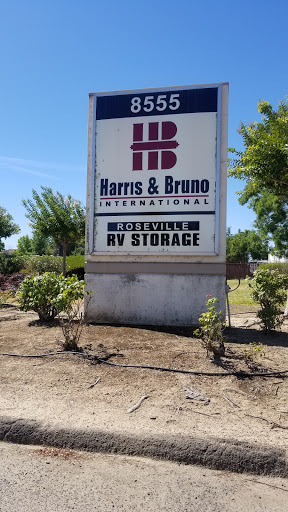 8555
HB
Harris & Bruno
INTERNATIONAL
ROSEVILLE
RV STORAGE